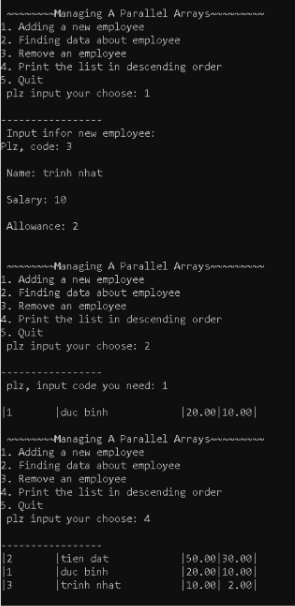 ~~~~~~~~Managing A Parallel Arrays~~~~~~~~~
1. Adding a new employee
2. Finding data about employee
3. Remove an employee
4. Print the list in descending order
5. Quit
plz input your choose: 1
-----------------
Input infor new employee:
Plz, code: 3
Name: trinh nhat
Salary: 10
Allowance: 2
~~~~~~~~Managing A Parallel Arrays~~~~~~~~~
1. Adding a new employee
2. Finding data about employee
3. Remove an employee
4. Print the list in descending order
5. Quit
plz input your choose: 2
-----------------
plz, input code you need: 1
|1 |duc binh |20.00|10.00|
~~~~~~~~Managing A Parallel Arrays~~~~~~~~~
1. Adding a new employee
2. Finding data about employee
3. Remove an employee
4. Print the list in descending order
5. Quit
plz input your choose: 4
-----------------
|2 |tien dat |50.00|30.00|
|1 |duc binh |20.00|10.00|
|3 |trinh nhat |10.00| 2.00|